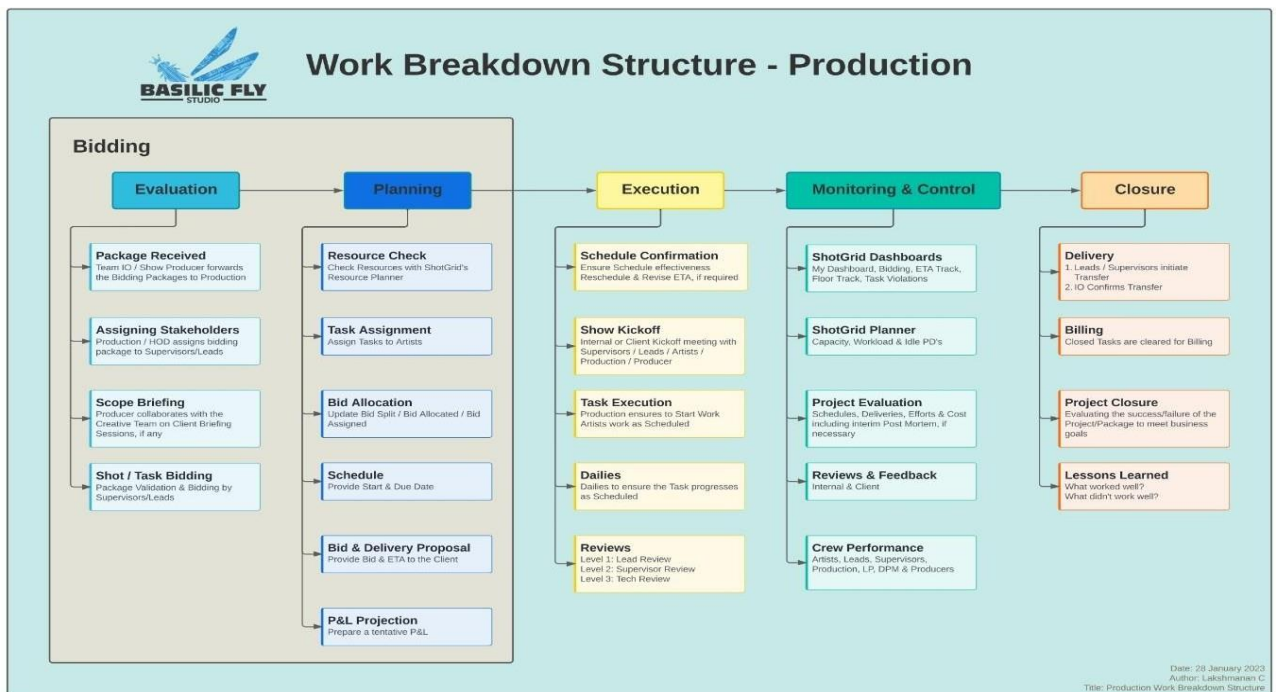 BASILIC FLY
STUDIO
Work Breakdown Structure - Production
Bidding
Evaluation
Package Received
Team IO / Show Producer forwards
the Bidding Packages to Production
Assigning Stakeholders
Production / HOD assigns bidding
package to Supervisors/Leads
Scope Briefing
Producer collaborates with the
Creative Team on Client Briefing
Sessions, if any
Shot / Task Bidding
Package Validation & Bidding by
Supervisors/Leads
Planning
Resource Check
Check Resources with ShotGrid's
Resource Planner
Task Assignment
Assign Tasks to Artists
Bid Allocation
Update Bid Split / Bid Allocated / Bid
Assigned
Schedule
Provide Start & Due Date
Bid & Delivery Proposal
Provide Bid & ETA to the Client
P&L Projection
Prepare a tentative P&L
Execution
Schedule Confirmation
Ensure Schedule effectiveness
Reschedule & Revise ETA, if required
Show Kickoff
Internal or Client Kickoff meeting with
Supervisors / Leads / Artists /
Production / Producer
Task Execution
Production ensures to Start Work
Artists work as Scheduled
Dailies
Dailies to ensure the Task progresses
as Scheduled
Reviews
Level 1: Lead Review
Level 2: Supervisor Review
Level 3: Tech Review
Monitoring & Control
ShotGrid Dashboards
My Dashboard, Bidding, ETA Track,
Floor Track, Task Violations
ShotGrid Planner
Capacity, Workload & Idle PD's
Project Evaluation
Schedules, Deliveries, Efforts & Cost
including interim Post Mortem, if
necessary
Reviews & Feedback
Internal & Client
Crew Performance
Artists, Leads, Supervisors,
Production, LP, DPM & Producers
Closure
Delivery
1. Leads / Supervisors initiate
Transfer
2. IO Confirms Transfer
Billing
Closed Tasks are cleared for Billing
Project Closure
Evaluating the success/failure of the
Project/Package to meet business
goals
Lessons Learned
What worked well?
What didn't work well?
Date: 28 January 2023
Author: Lakshmanan C
Title: Production Work Breakdown Structure